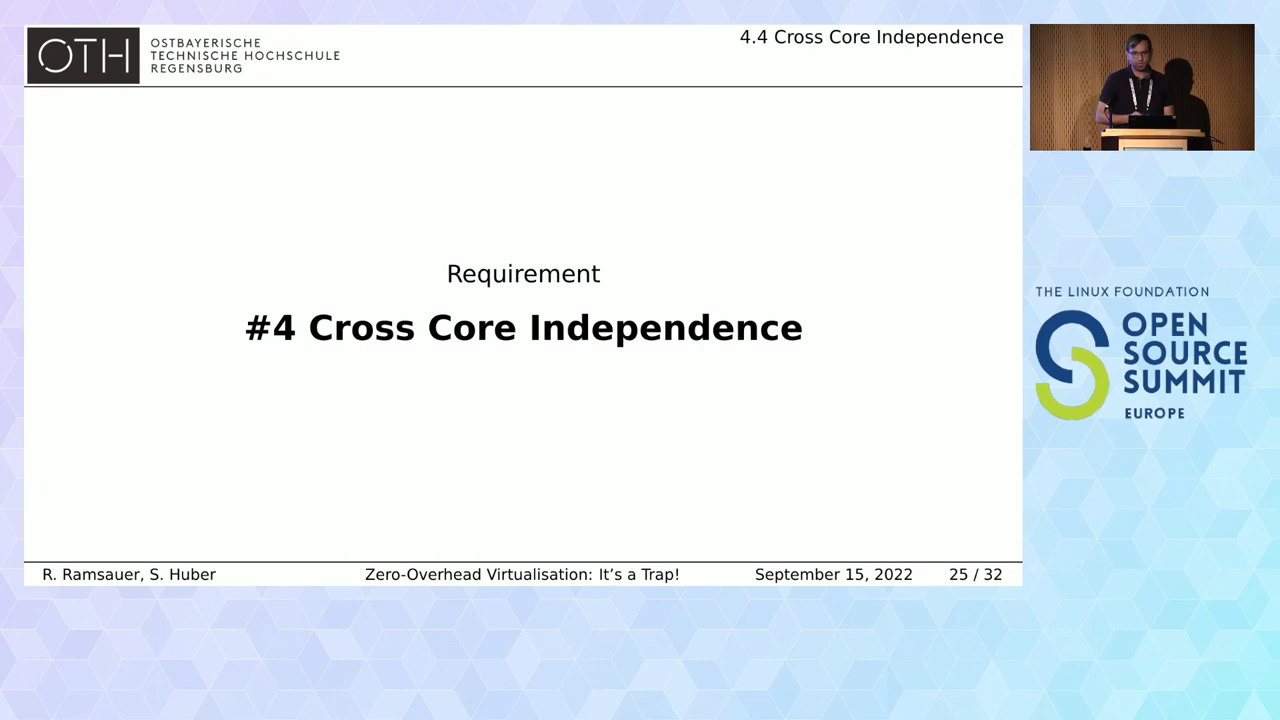 OTH
OSTBAYERISCHE
TECHNISCHE HOCHSCHULE
REGENSBURG
4.4 Cross Core Independence
Requirement
#4 Cross Core Independence
R. Ramsauer, S. Huber
Zero-Overhead Virtualisation: It’s a Trap!
September 15, 2022
25 / 32
THE LINUX FOUNDATION
OPEN
SOURCE
SUMMIT
EUROPE